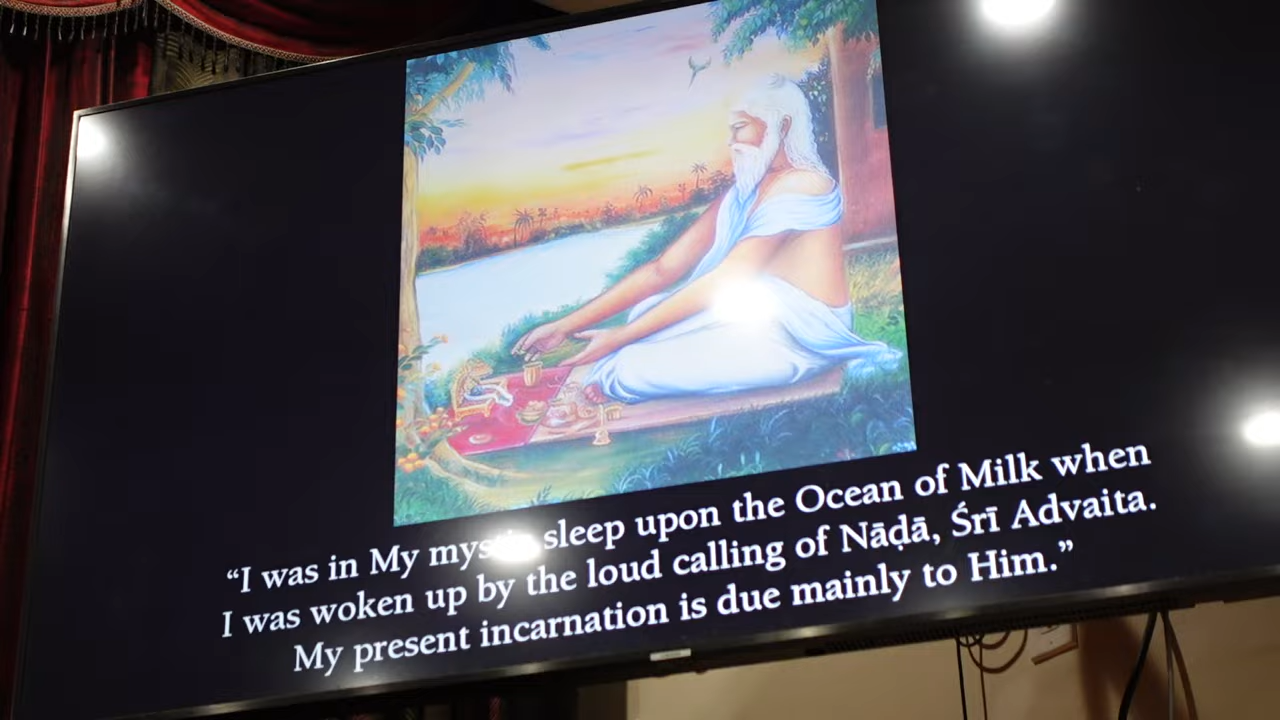 “I was in My sleep upon the Ocean of Milk when
I was woken up by the loud calling of Nāḍā, Śrī Advaita.
My present incarnation is due mainly to Him.”